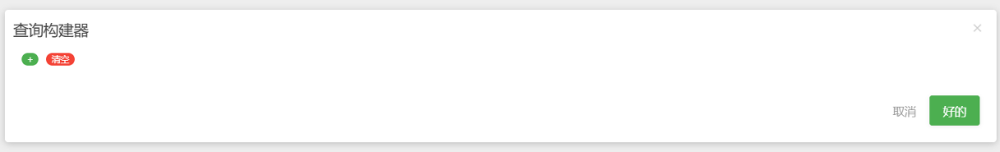 查询构建器
×
+ 清空
取消 好的